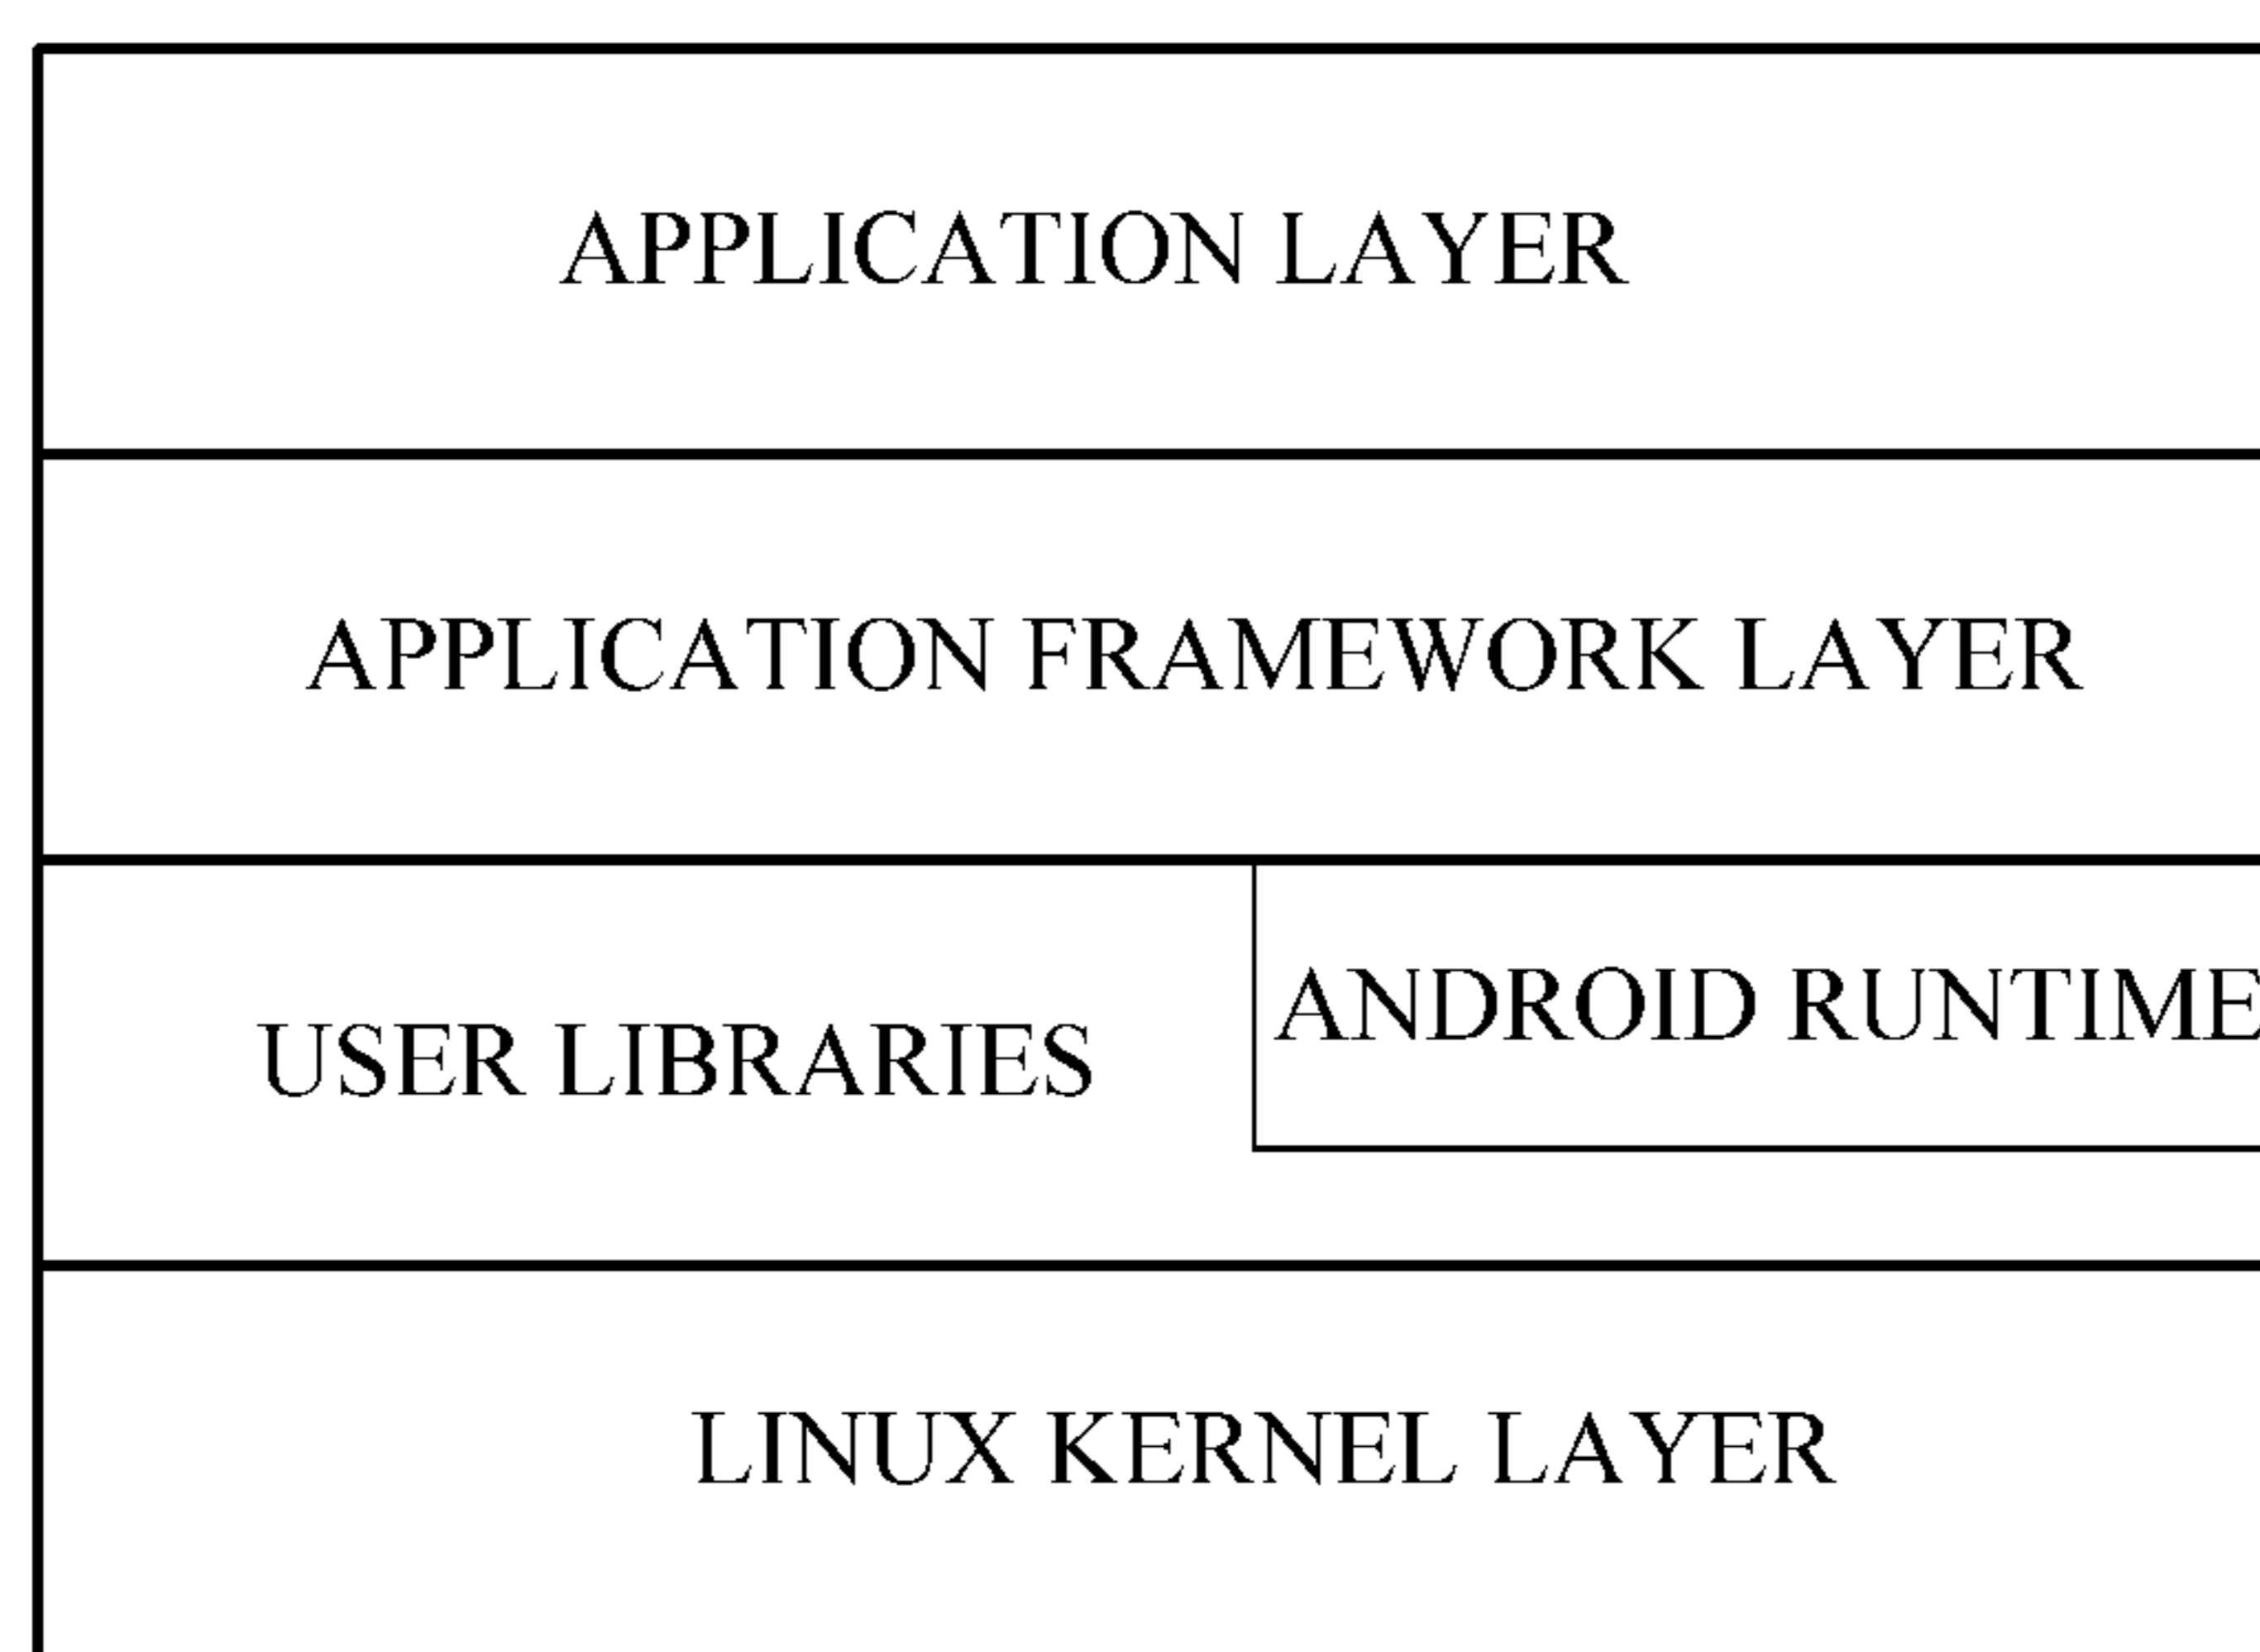 APPLICATION LAYER
APPLICATION FRAMEWORK LAYER
USER LIBRARIES
ANDROID RUNTIME
LINUX KERNEL LAYER